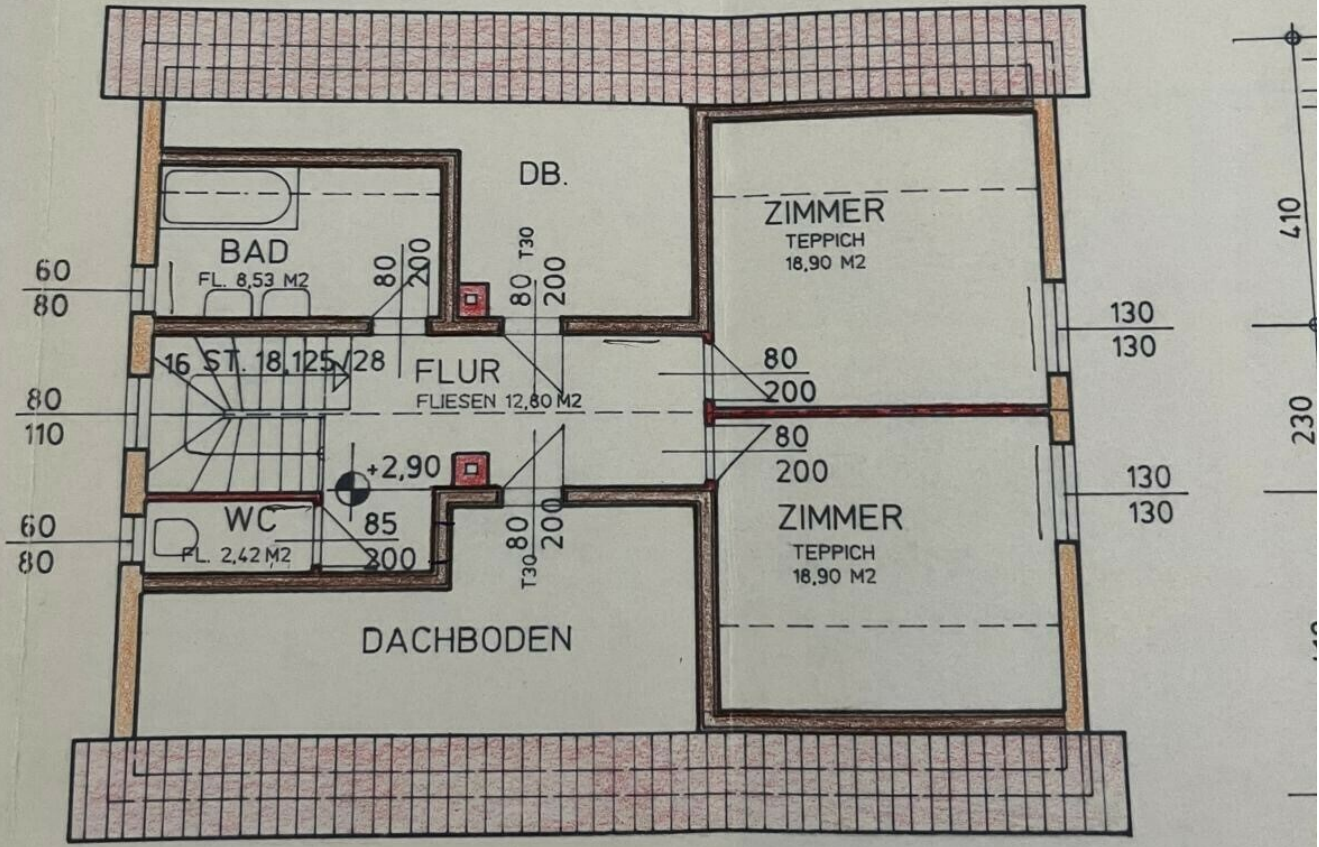 DB.
ZIMMER
TEPPICH
18,90 M2
BAD
FL. 8,53 M2
80
200
80
200
T30
60
80
130
130
410
16 ST. 18,125/28
FLUR
FLIESEN 12,80 M2
80
200
80
110
80
200
230
+2,90
130
130
60
80
WC
FL. 2,42 M2
85
200
80
200
T30
ZIMMER
TEPPICH
18,90 M2
DACHBODEN